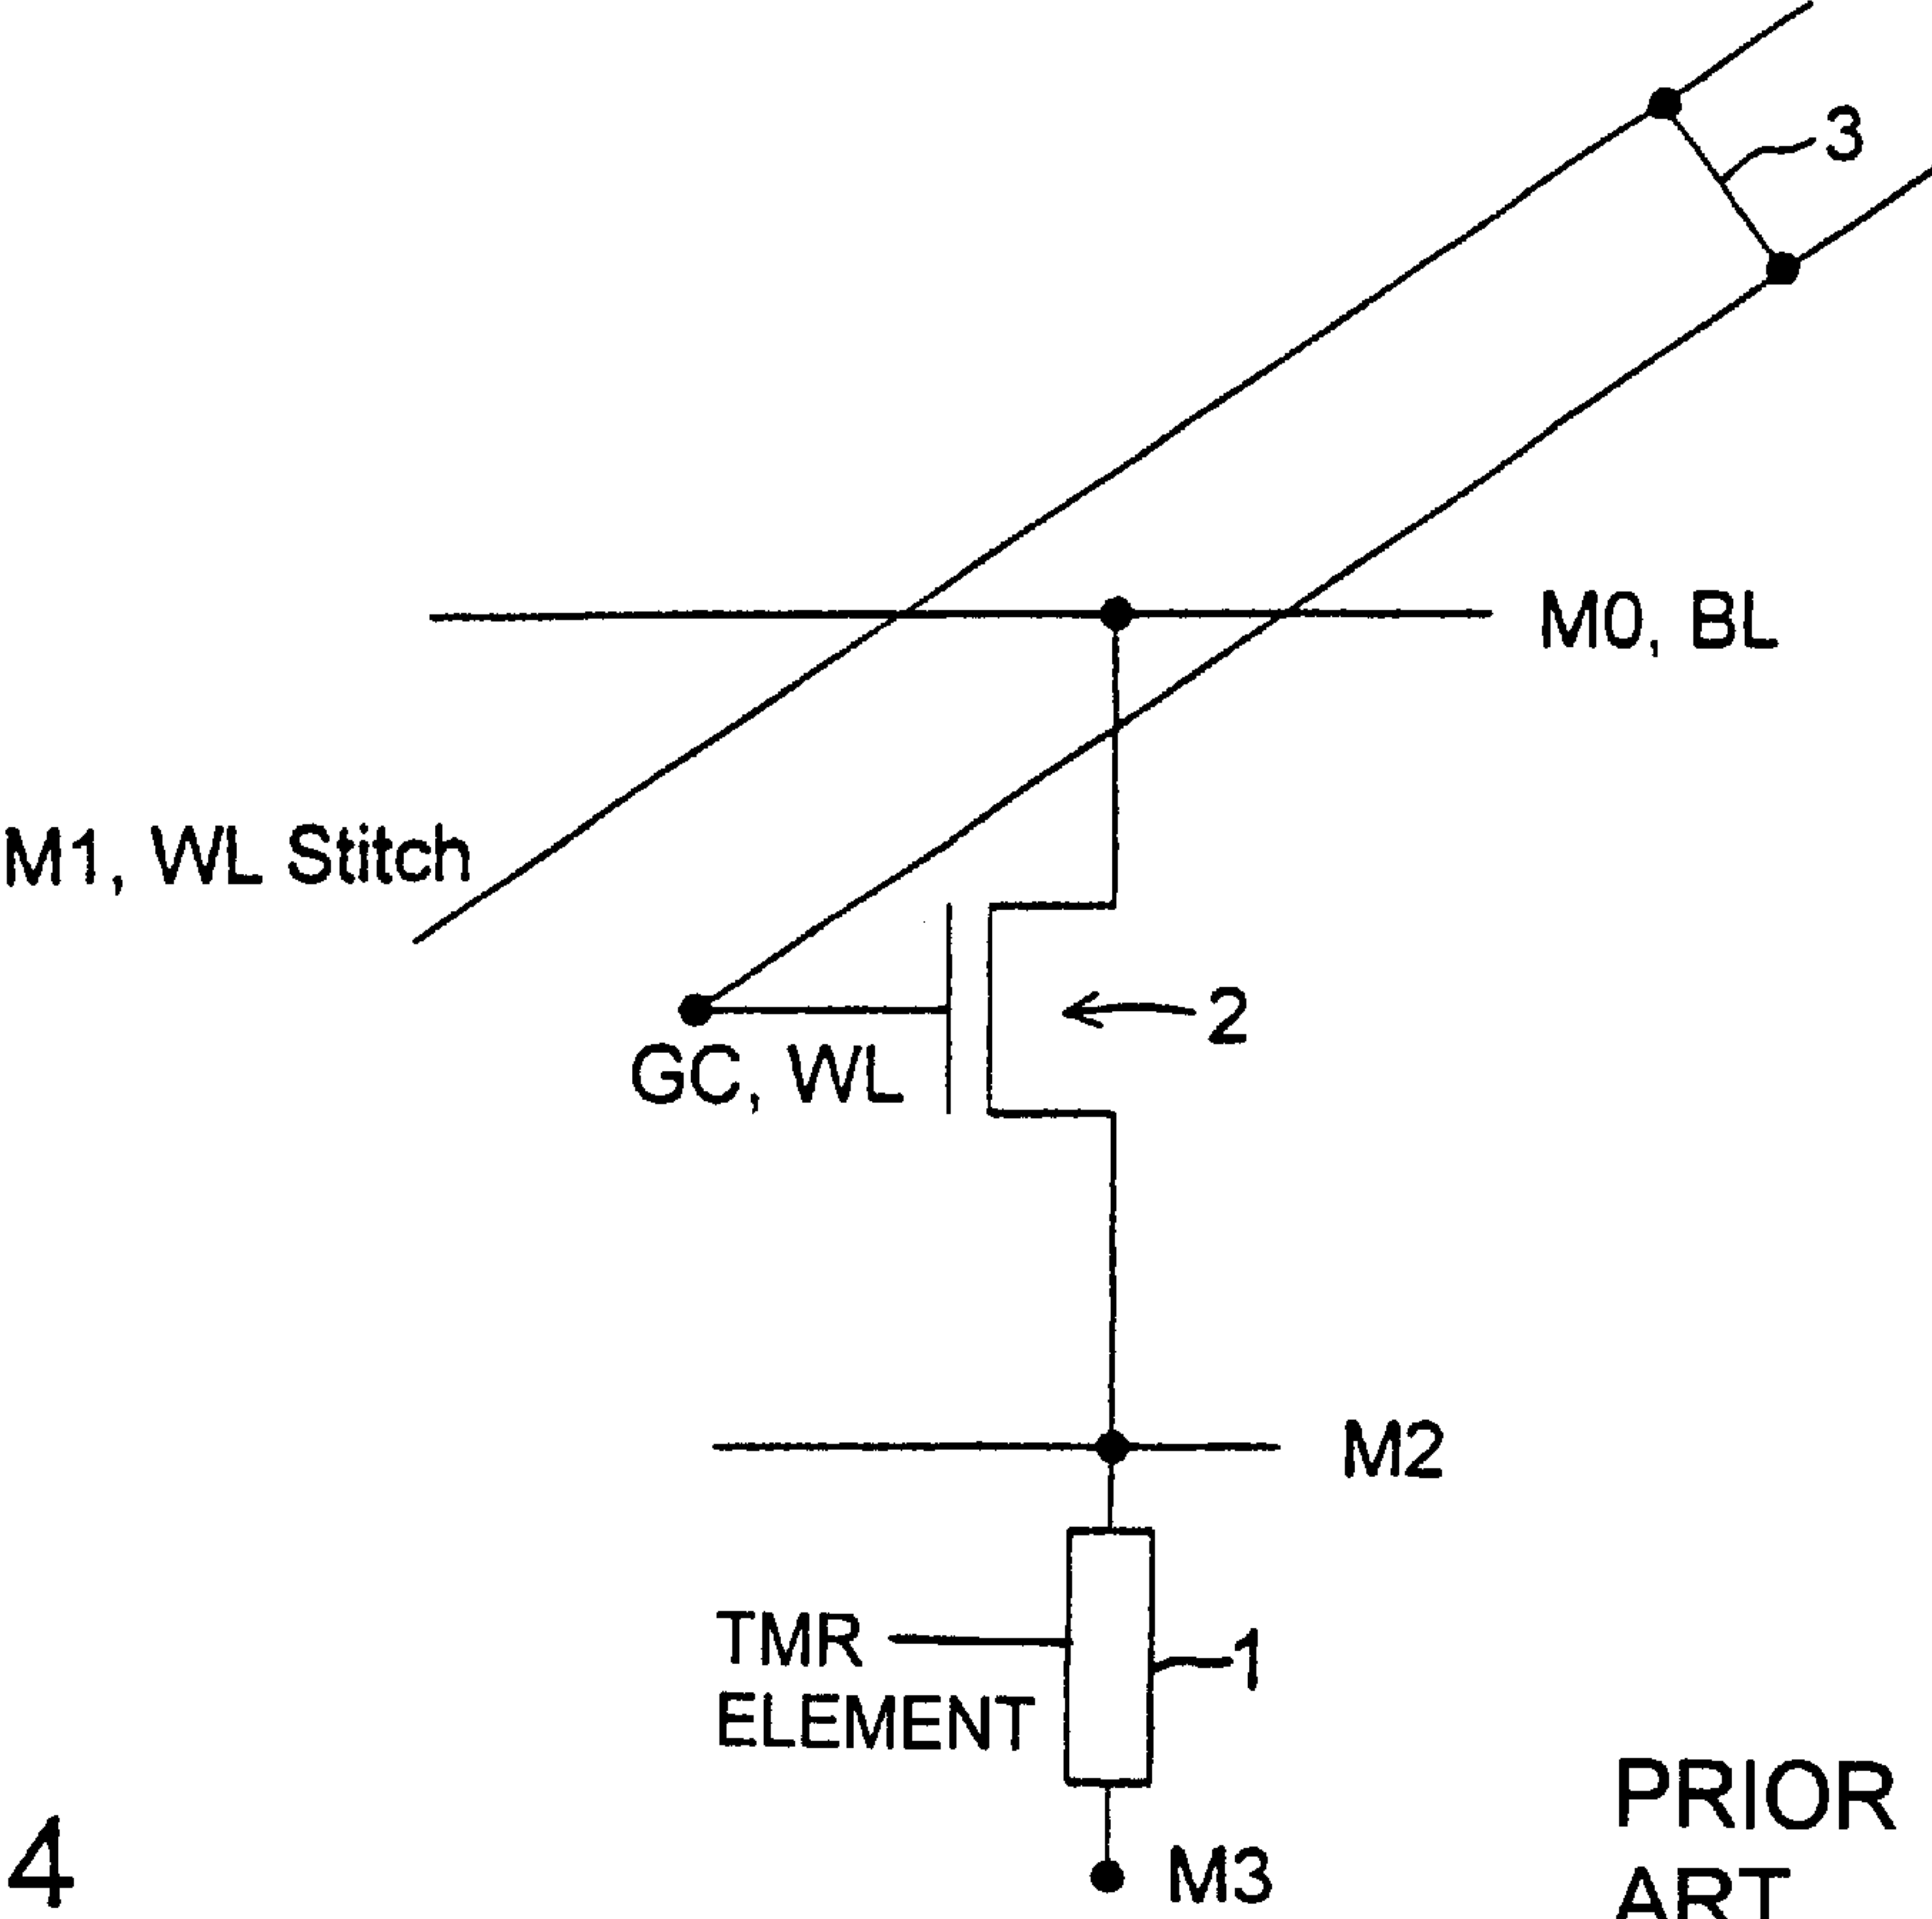 3
M0, BL
M1, WL Stitch
2
GC, WL
M2
TMR
ELEMENT
1
PRIOR
ART
4
M3